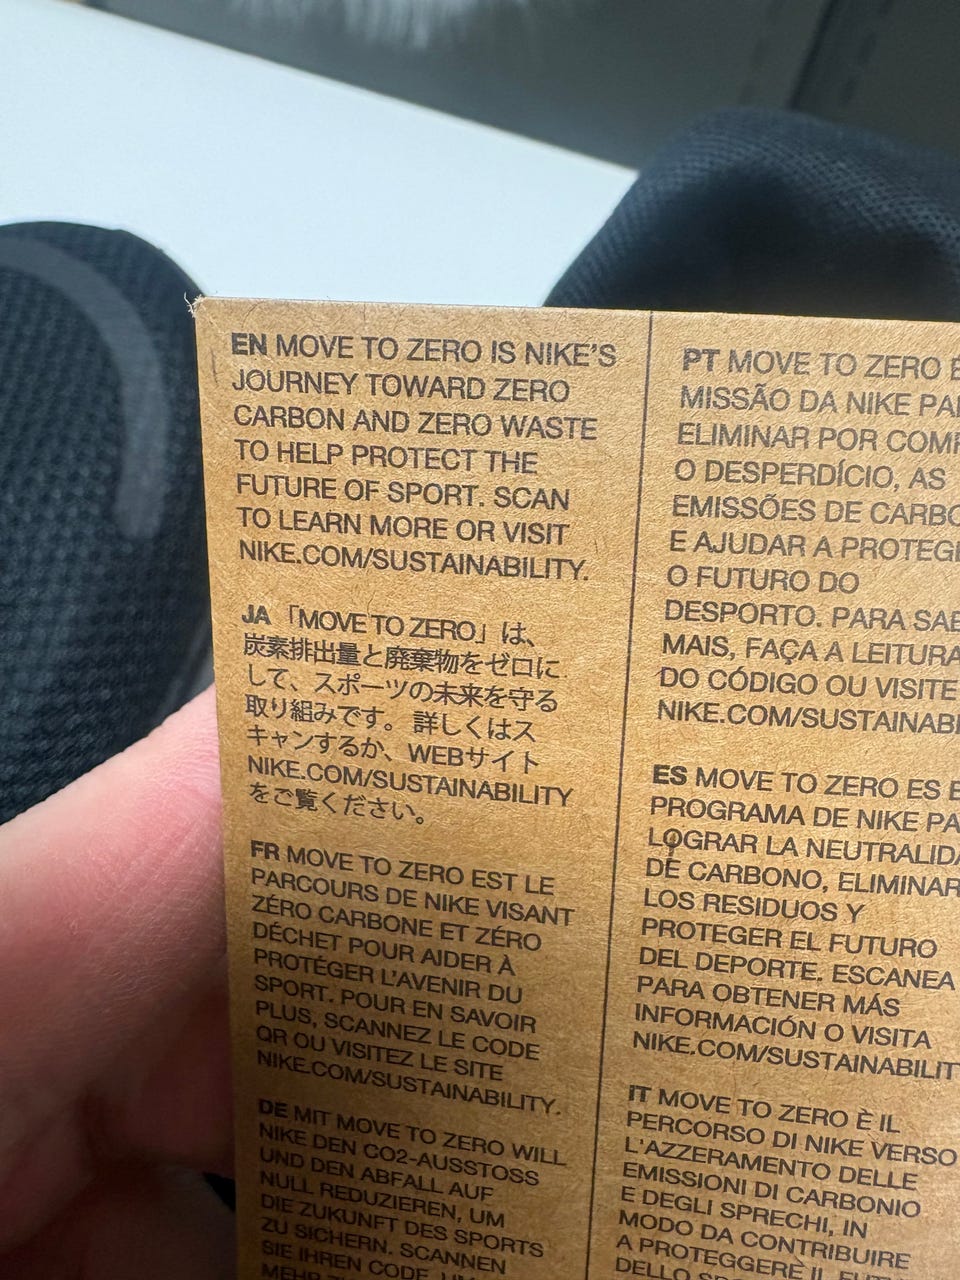 EN MOVE TO ZERO IS NIKE'S
JOURNEY TOWARD ZERO
CARBON AND ZERO WASTE
TO HELP PROTECT THE
FUTURE OF SPORT. SCAN
TO LEARN MORE OR VISIT
NIKE.COM/SUSTAINABILITY.
JA 「MOVE TO ZERO」は、
炭素排出量と廃棄物をゼロに
して、スポーツの未来を守る
取り組みです。 詳しくはス
キャンするか、WEBサイト
NIKE.COM/SUSTAINABILITY
をご覧ください。
FR MOVE TO ZERO EST LE
PARCOURS DE NIKE VISANT
ZÉRO CARBONE ET ZÉRO
DÉCHET POUR AIDER À
PROTÉGER L'AVENIR DU
SPORT. POUR EN SAVOIR
PLUS, SCANNEZ LE CODE
QR OU VISITEZ LE SITE
NIKE.COM/SUSTAINABILITY.
DE MIT MOVE TO ZERO WILL
NIKE DEN CO2-AUSSTOSS
UND DEN ABFALL AUF
NULL REDUZIEREN, UM
DIE ZUKUNFT DES SPORTS
ZU SICHERN. SCANNEN
SIE IHREN CODE, UM
MEHR
PT MOVE TO ZERO É
MISSÃO DA NIKE
ELIMINAR POR
O DESPERDÍCIO, AS
EMISSÕES DE
E AJUDAR A
O FUTURO DO
DESPORTO. PARA
MAIS, FAÇA A LEITURA
DO CÓDIGO OU VISITE
ES MOVE TO ZERO ES
PROGRAMA DE NIKE
LOGRAR LA
DE CARBONO, ELIMINAR
LOS RESIDUOS Y
PROTEGER EL FUTURO
DEL DEPORTE. ESCANEA
PARA OBTENER MÁS
INFORMACIÓN O VISITA
IT MOVE TO ZERO È IL
PERCORSO DI NIKE VERSO
L'AZZERAMENTO DELLE
EMISSIONI DI CARBONIO
E DEGLI SPRECHI, IN
MODO DA CONTRIBUIRE
A PROTEGGERE IL
DELLO